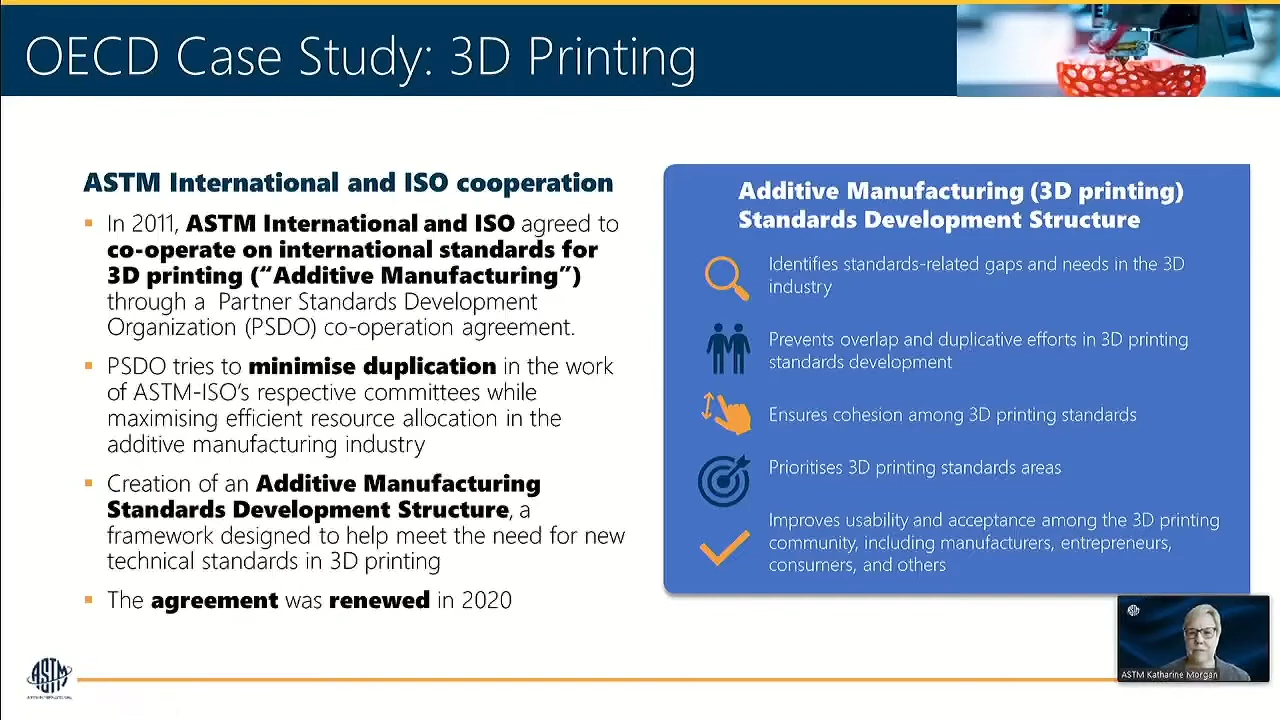 OECD Case Study: 3D Printing
ASTM International and ISO cooperation
▪ In 2011, ASTM International and ISO agreed to
co-operate on international standards for
3D printing (“Additive Manufacturing”)
through a Partner Standards Development
Organization (PSDO) co-operation agreement.
▪ PSDO tries to minimise duplication in the work
of ASTM-ISO’s respective committees while
maximising efficient resource allocation in the
additive manufacturing industry
▪ Creation of an Additive Manufacturing
Standards Development Structure, a
framework designed to help meet the need for new
technical standards in 3D printing
▪ The agreement was renewed in 2020
Additive Manufacturing (3D printing)
Standards Development Structure
Identifies standards-related gaps and needs in the 3D
industry
Prevents overlap and duplicative efforts in 3D printing
standards development
Ensures cohesion among 3D printing standards
Prioritises 3D printing standards areas
Improves usability and acceptance among the 3D printing
community, including manufacturers, entrepreneurs,
consumers, and others
ASTM Katharine Morgan
ASTM